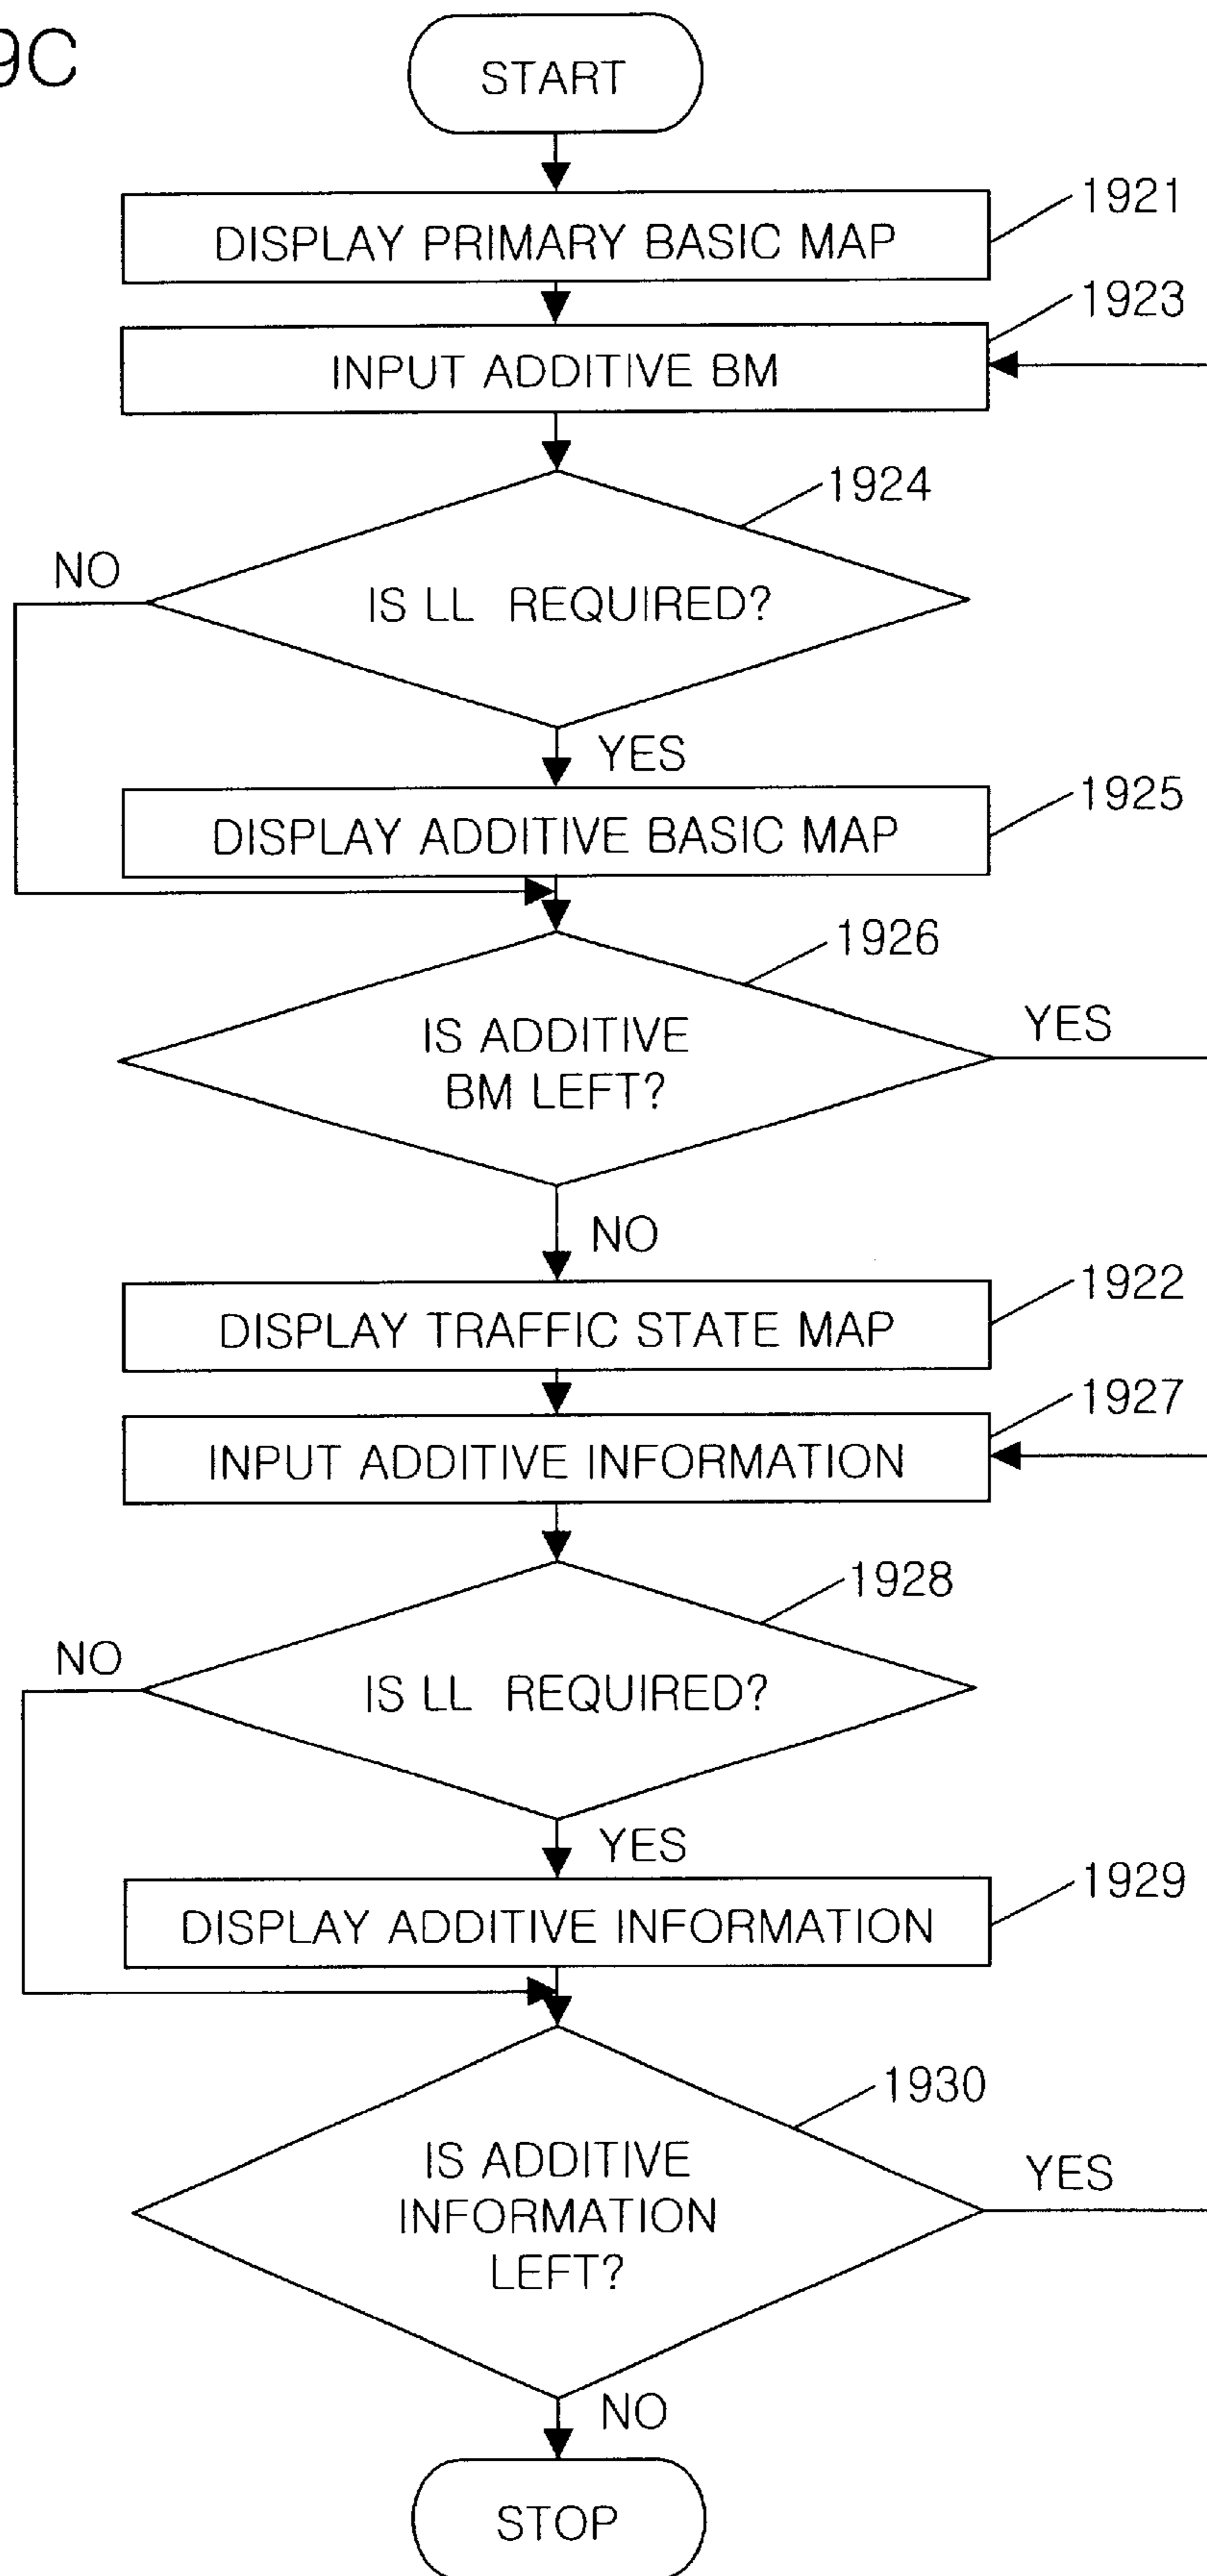 9C
START
1921
DISPLAY PRIMARY BASIC MAP
1923
INPUT ADDITIVE BM
1924
NO
IS LL REQUIRED?
YES
1925
DISPLAY ADDITIVE BASIC MAP
1926
IS ADDITIVE
BM LEFT?
YES
NO
1922
DISPLAY TRAFFIC STATE MAP
1927
INPUT ADDITIVE INFORMATION
1928
NO
IS LL REQUIRED?
YES
1929
DISPLAY ADDITIVE INFORMATION
1930
IS ADDITIVE
INFORMATION
LEFT?
YES
NO
STOP